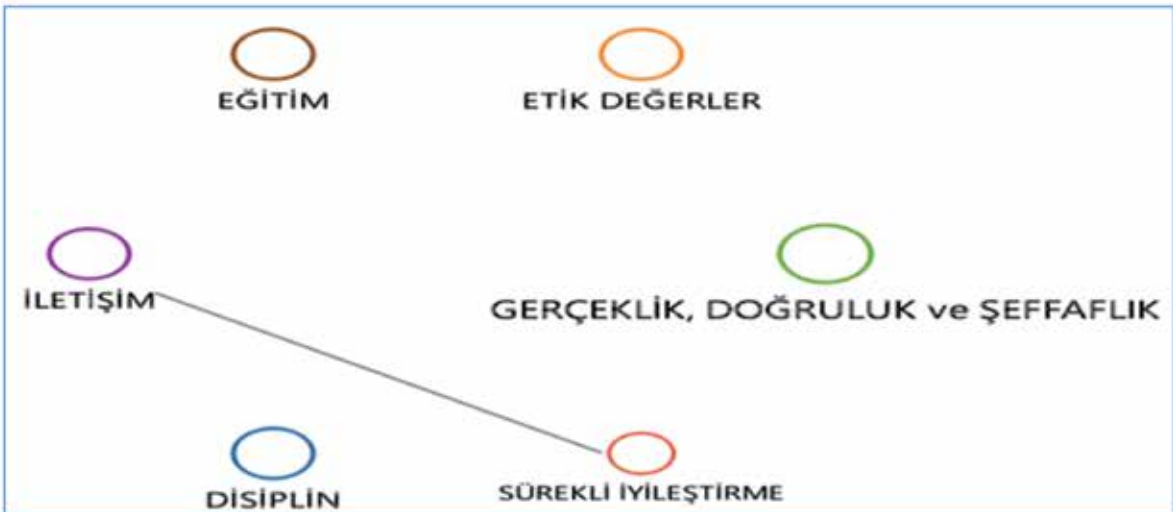 EĞİTİM
ETİK DEĞERLER
İLETİŞİM
GERÇEKLİK, DOĞRULUK ve ŞEFFAFLIK
DİSİPLİN
SÜREKLİ İYİLEŞTİRME